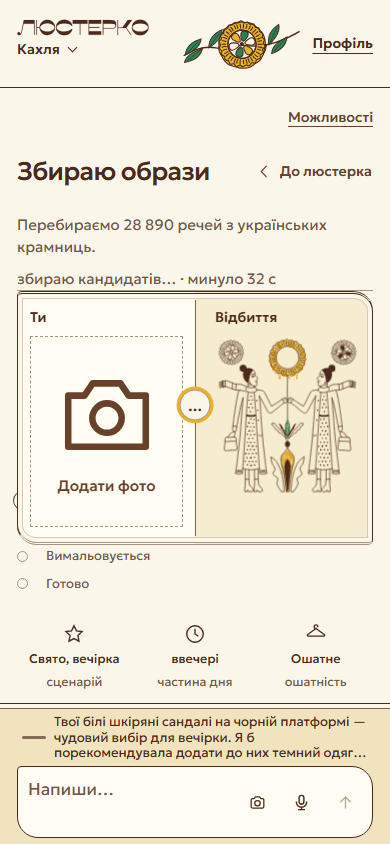 ЛЮСТЕРКО
Кахля
Профіль
Можливості
Збираю образи
До люстерка
Перебираємо 28 890 речей з українських
крамниць.
збираю кандидатів… · минуло 32 с
Ти
Відбиття
...
Додати фото
Вимальовується
Готово
Свято, вечірка
ввечері
Ошатне
сценарій
частина дня
ошатність
Твої білі шкіряні сандалі на чорній платформі —
чудовий вибір для вечірки. Я б
порекомендувала додати до них темний одяг…
Напиши…